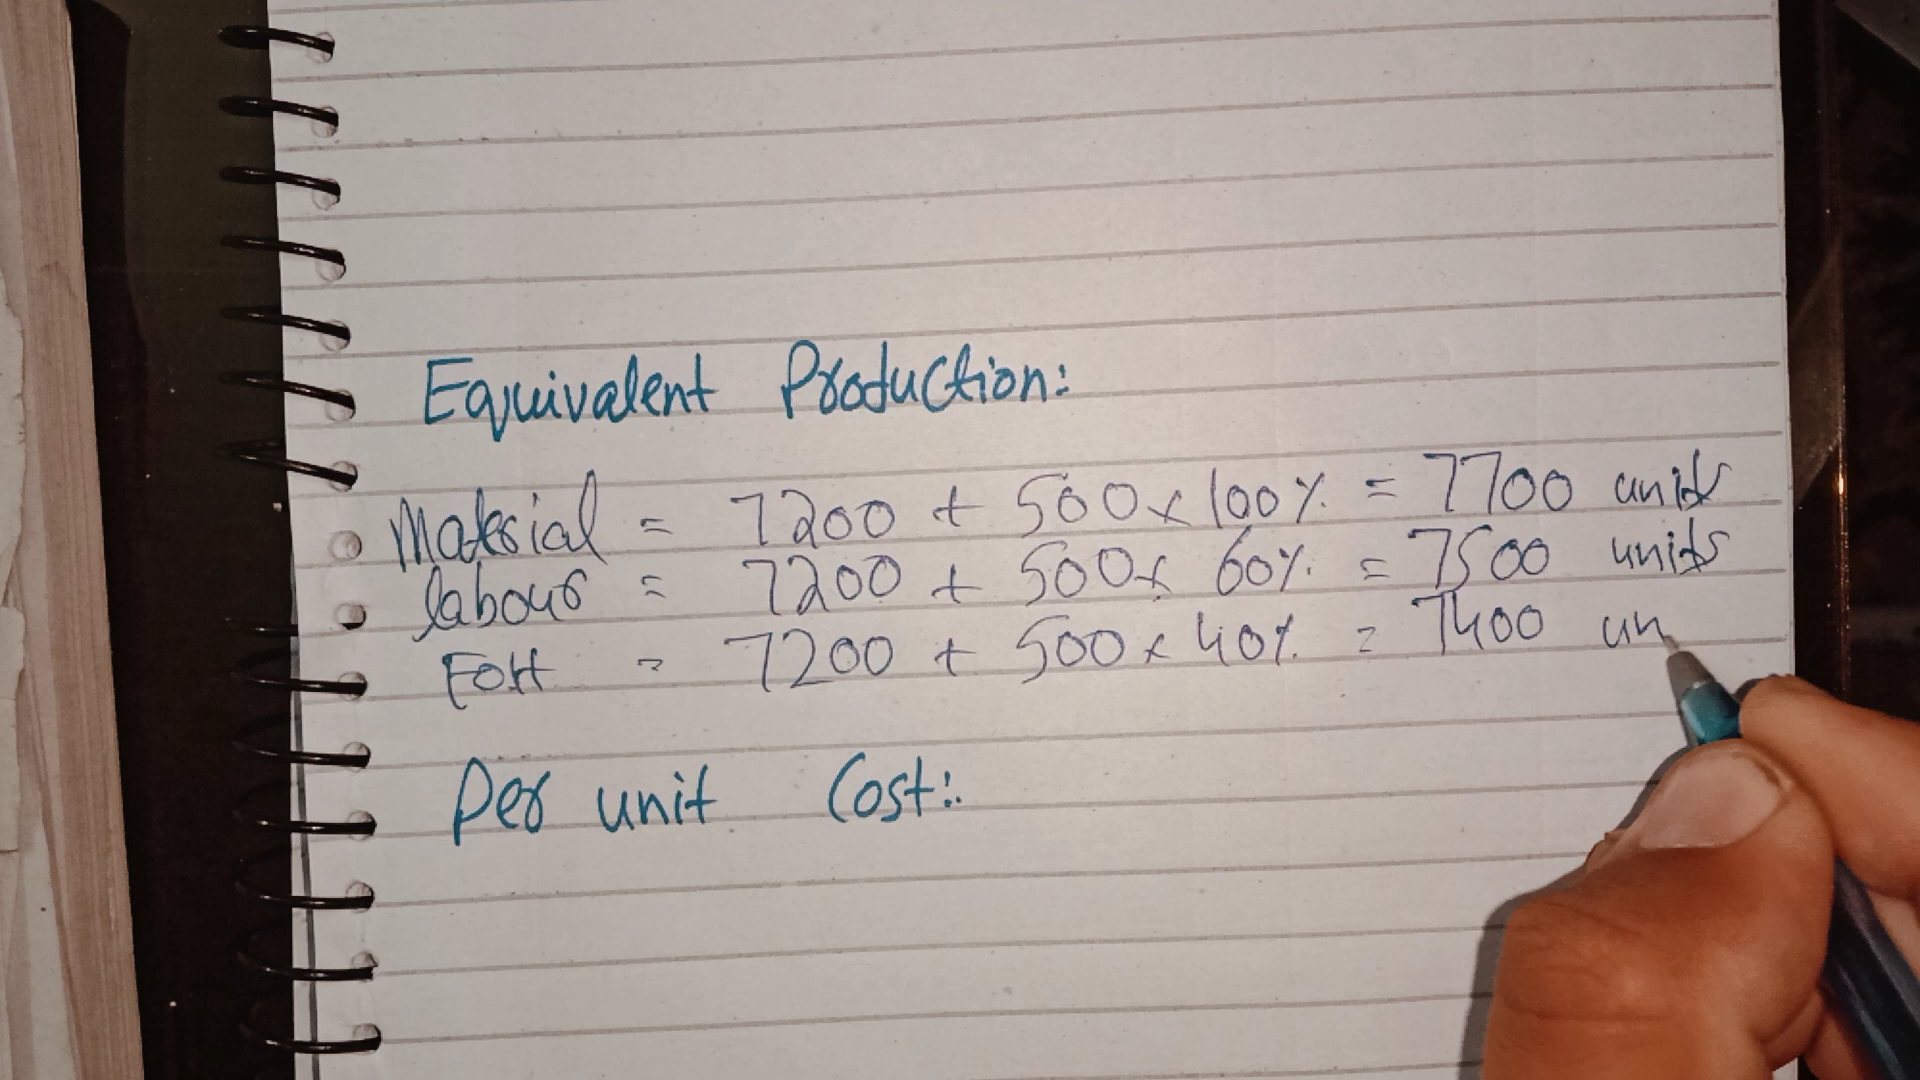 Equivalent Production:
Material = 7200 + 500 x 100% = 7700 units
labour = 7200 + 500 x 60% = 7500 units
FOH = 7200 + 500 x 40% = 7400 un
Per unit Cost: